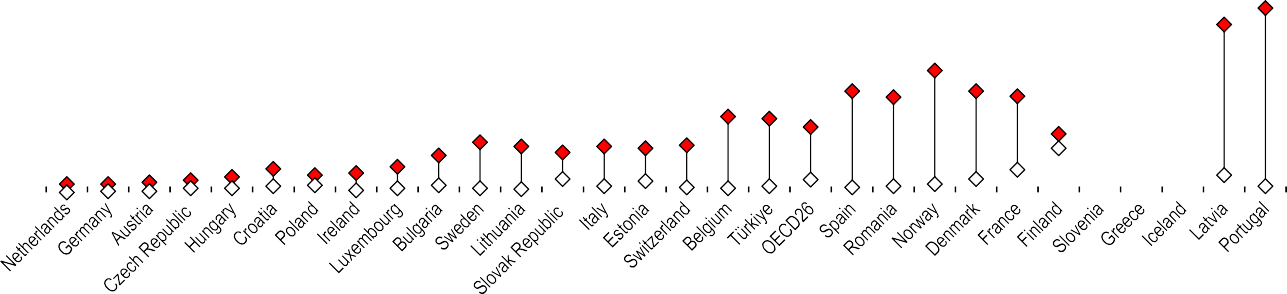 Netherlands
Germany
Austria
Czech Republic
Hungary
Croatia
Poland
Ireland
Luxembourg
Bulgaria
Sweden
Lithuania
Slovak Republic
Italy
Estonia
Switzerland
Belgium
Türkiye
OECD26
Spain
Romania
Norway
Denmark
France
Finland
Slovenia
Greece
Iceland
Latvia
Portugal